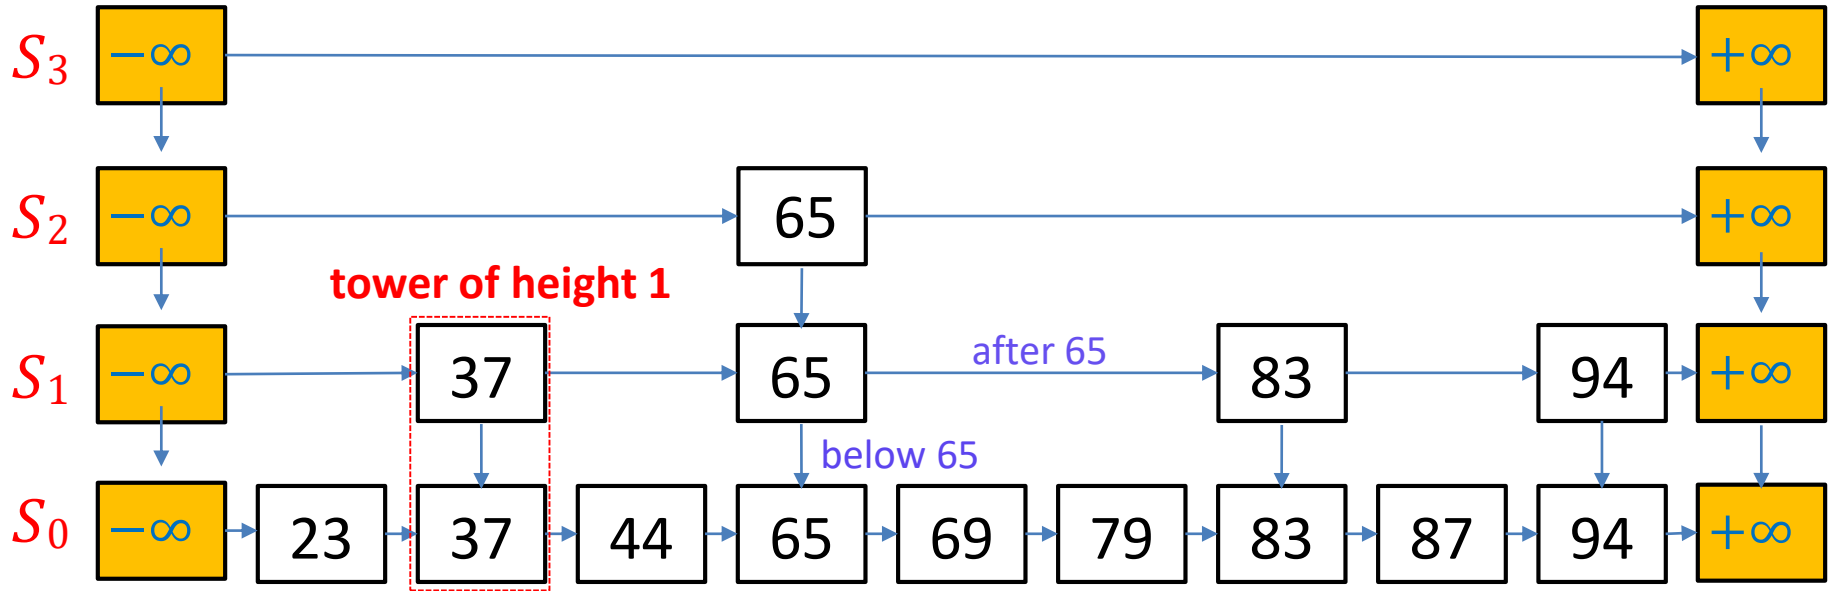 S₃ −∞ +∞
S₂ −∞ 65 +∞
tower of height 1
S₁ −∞ 37 65 after 65 83 94 +∞
below 65
S₀ −∞ 23 37 44 65 69 79 83 87 94 +∞